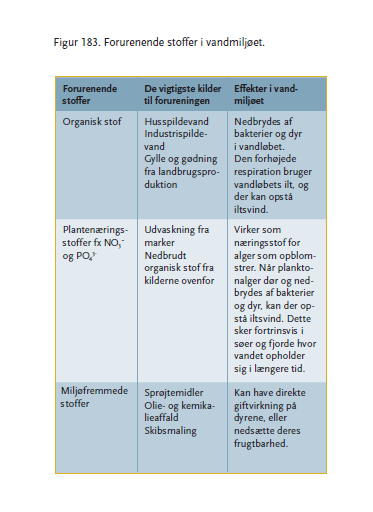 Figur 183. Forurenende stoffer i vandmiljøet.
Forurenende
stoffer
De vigtigste kilder
til forureningen
Effekter i vand-
miljøet
Organisk stof
Husspildevand
Industrispilde-
vand
Gylle og gødning
fra landbrugspro-
duktion
Nedbrydes af
bakterier og dyr
i vandløbet.
Den forhøjede
respiration bruger
vandløbets ilt, og
der kan opstå
iltsvind.
Plantenærings-
stoffer fx NO₃⁻
og PO₄³⁻
Udvaskning fra
marker
Nedbrudt
organisk stof fra
kilderne ovenfor
Virker som
næringsstof for
alger som opblom-
strer. Når plankto-
nalger dør og ned-
brydes af bakterier
og dyr, kan der op-
stå iltsvind. Dette
sker fortrinsvis i
søer og fjorde hvor
vandet opholder
sig i længere tid.
Miljøfremmede
stoffer
Sprøjtemidler
Olie- og kemika-
lieaffald
Skibsmaling
Kan have direkte
giftvirkning på
dyrene, eller
nedsætte deres
frugtbarhed.